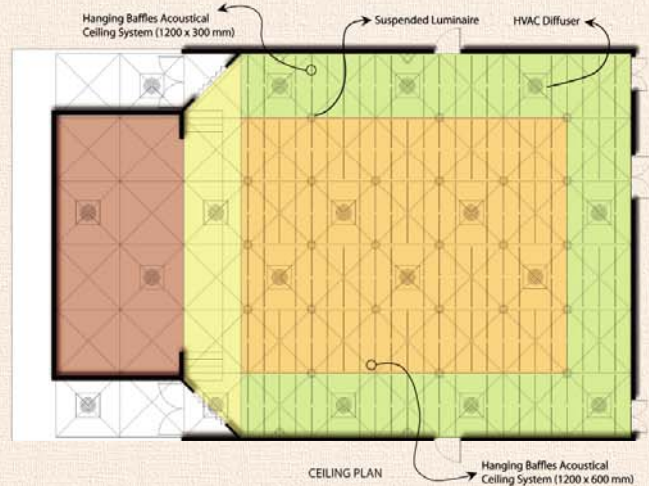 Hanging Baffles Acoustical
Ceiling System (1200 x 300 mm)
Suspended Luminaire
HVAC Diffuser
CEILING PLAN
Hanging Baffles Acoustical
Ceiling System (1200 x 600 mm)